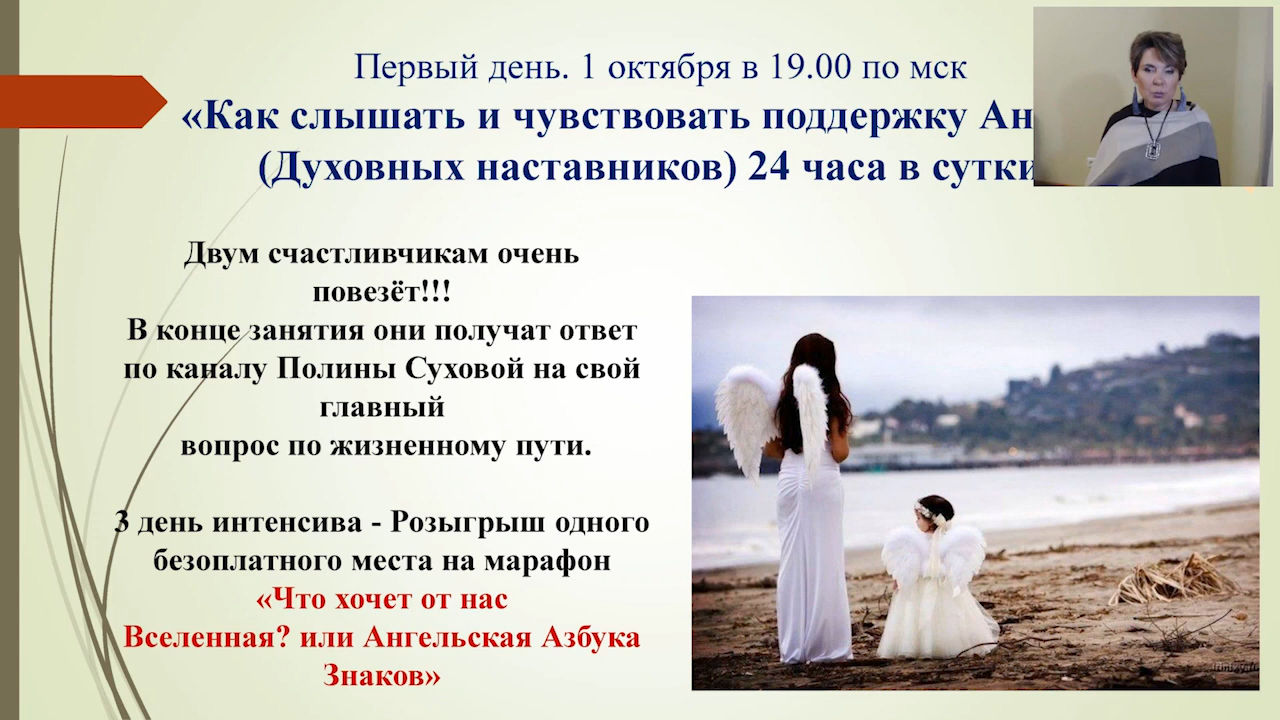 Первый день. 1 октября в 19.00 по мск
«Как слышать и чувствовать поддержку
(Духовных наставников) 24 часа в сутки
Двум счастливчикам очень
повезёт!!!
В конце занятия они получат ответ
по каналу Полины Суховой на свой
главный
вопрос по жизненному пути.
3 день интенсива - Розыгрыш одного
безоплатного места на марафон
«Что хочет от нас
Вселенная? или Ангельская Азбука
Знаков»